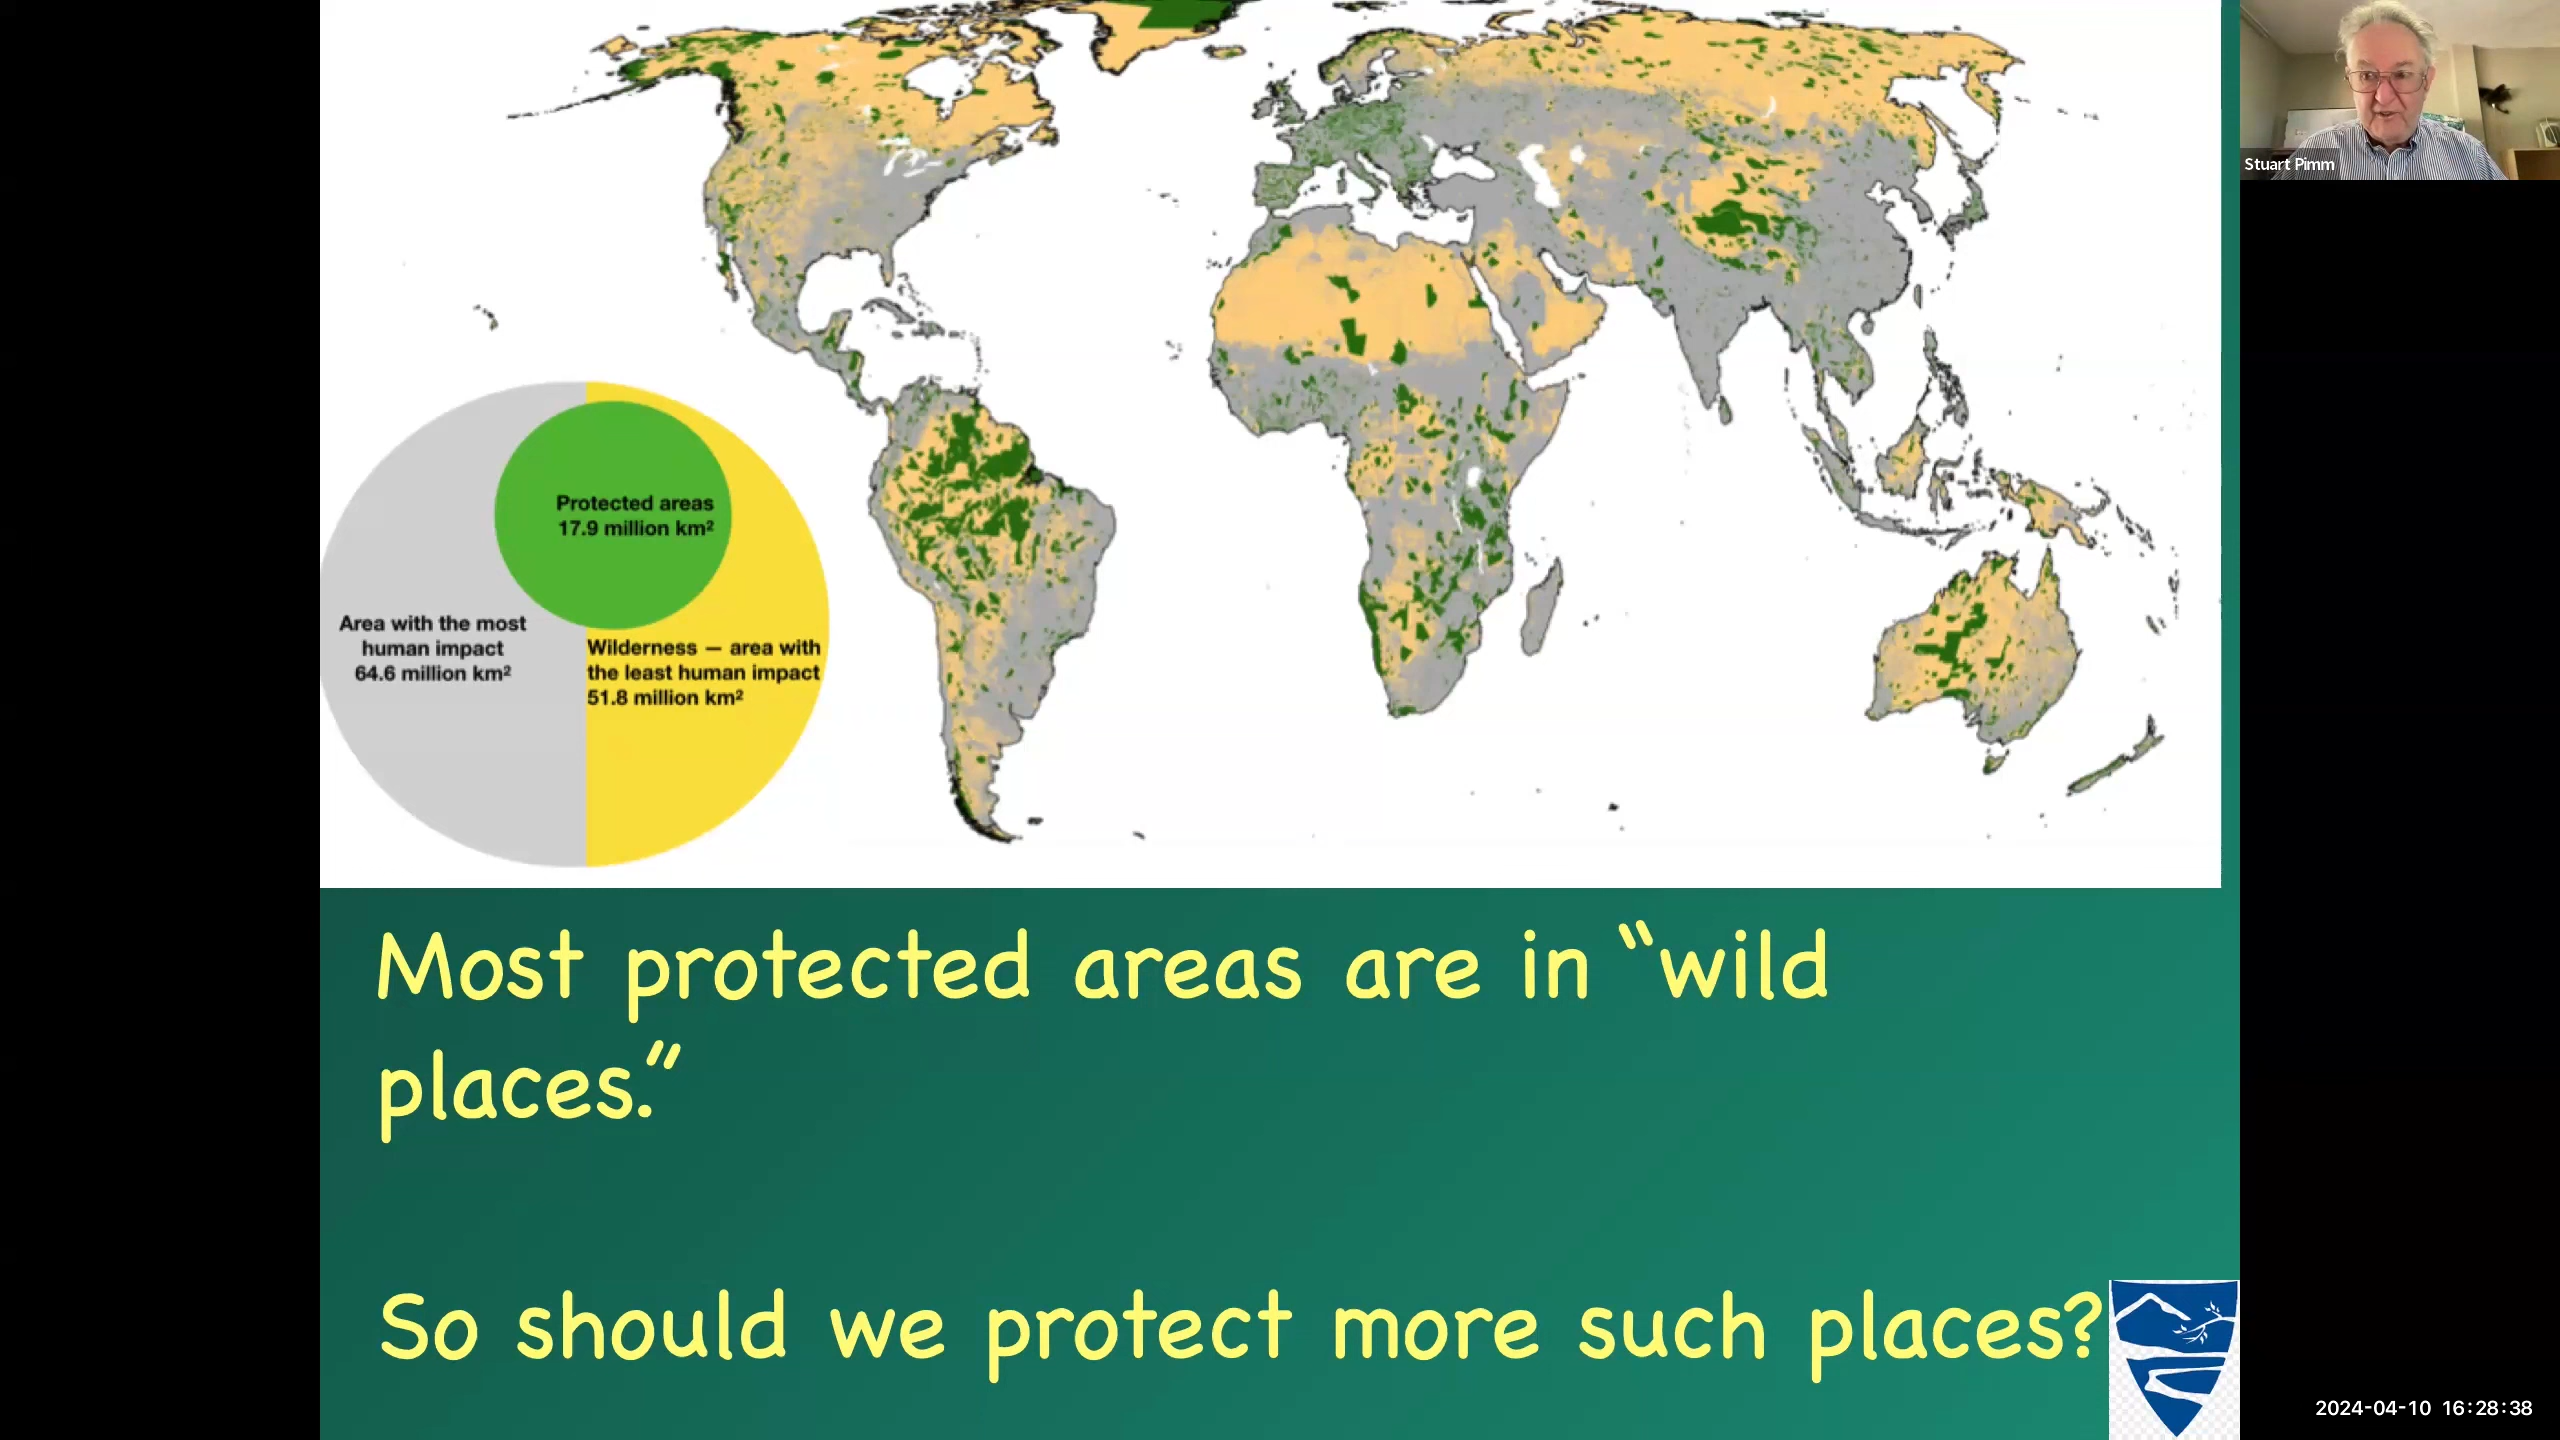 Stuart Pimm
Protected areas
17.9 million km²
Area with the most
human impact
64.6 million km²
Wilderness — area with
the least human impact
51.8 million km²
Most protected areas are in “wild
places.”
So should we protect more such places?
2024-04-10 16:28:38